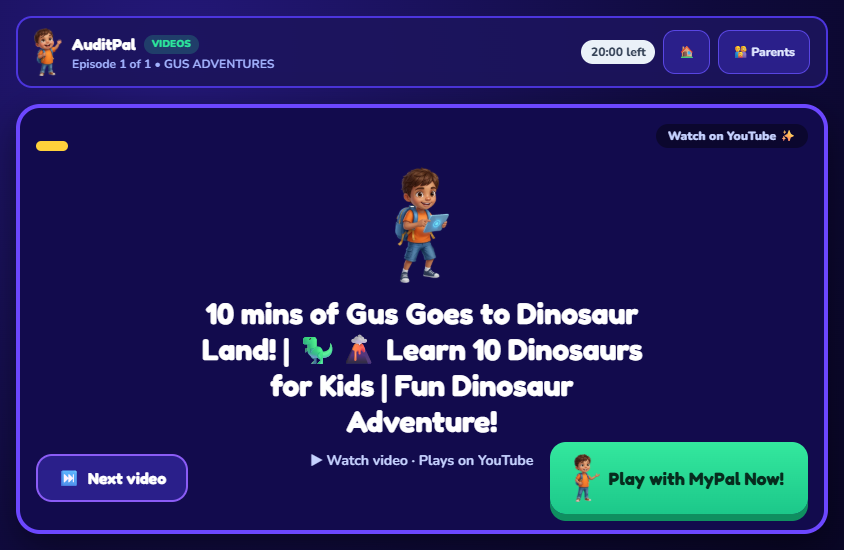 AuditPal VIDEOS
Episode 1 of 1 • GUS ADVENTURES
20:00 left
Parents
Watch on YouTube ✨
10 mins of Gus Goes to Dinosaur
Land! | 🦖 🌋 Learn 10 Dinosaurs
for Kids | Fun Dinosaur
Adventure!
▶ Watch video · Plays on YouTube
Next video
Play with MyPal Now!